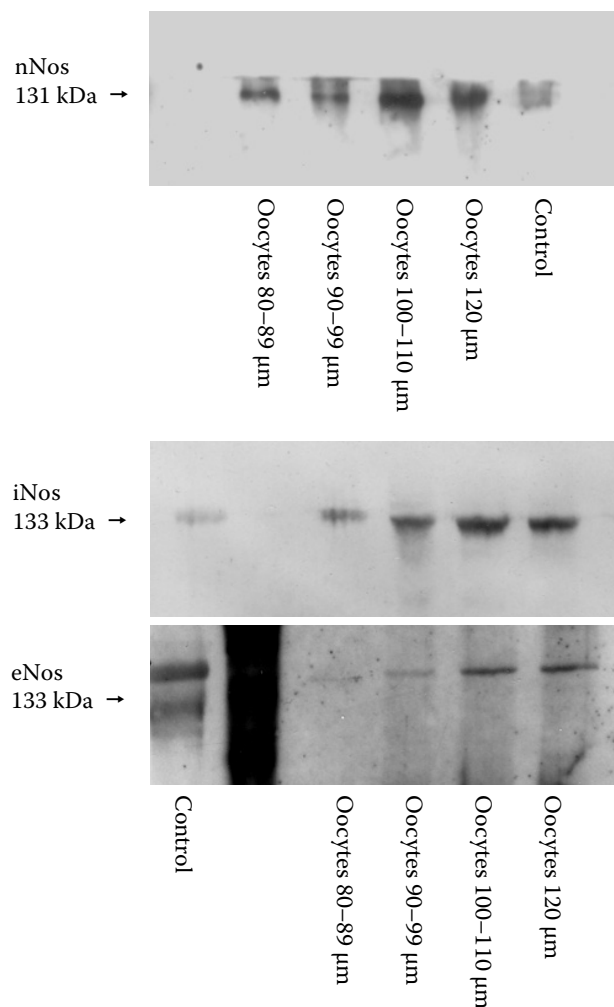 nNos
131 kDa →
Oocytes 80–89 μm
Oocytes 90–99 μm
Oocytes 100–110 μm
Oocytes 120 μm
Control
iNos
133 kDa →
eNos
133 kDa →
Control
Oocytes 80–89 μm
Oocytes 90–99 μm
Oocytes 100–110 μm
Oocytes 120 μm